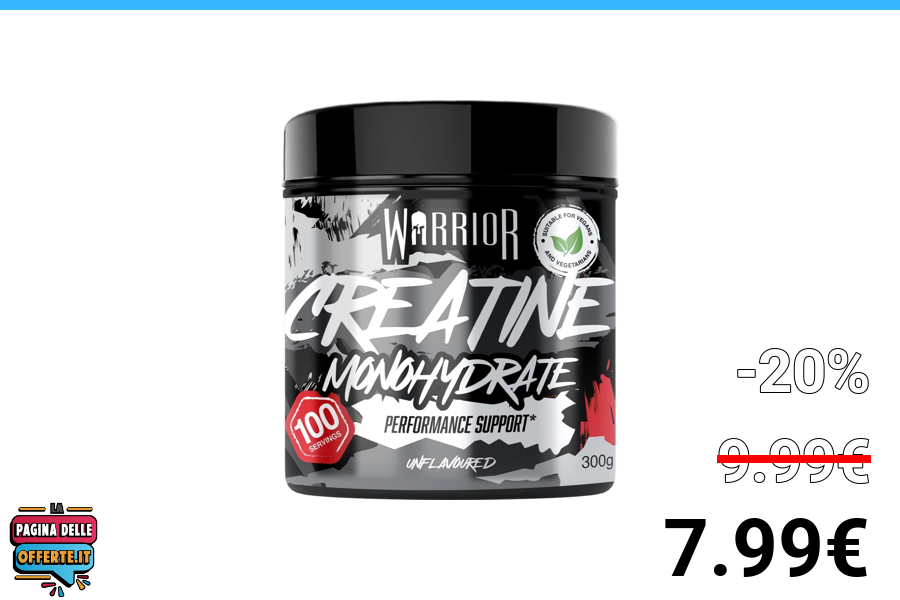 WARRIOR
SUITABLE FOR VEGANS
AND VEGETARIANS
CREATINE
MONOHYDRATE
100
SERVINGS
PERFORMANCE SUPPORT*
UNFLAVOURED
300g
-20%
9.99€
7.99€
LA
PAGINA DELLE
OFFERTE.IT